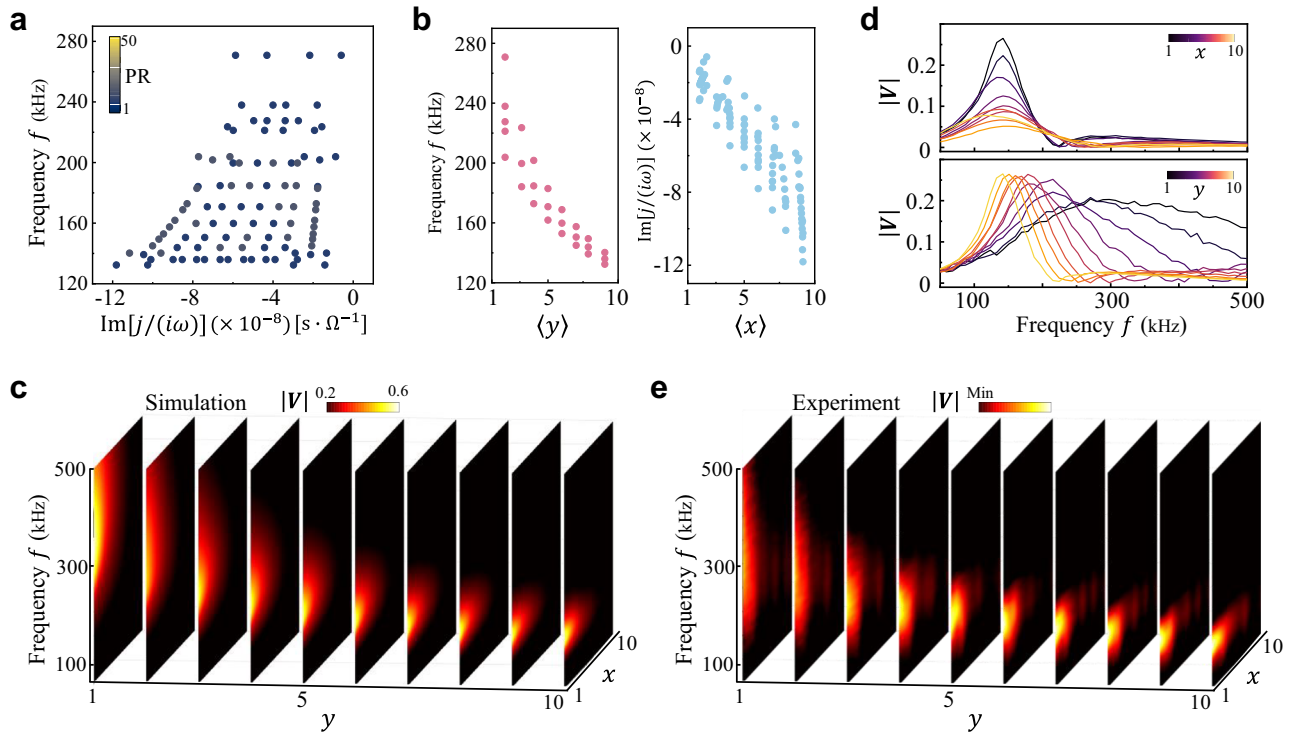 a
Frequency f (kHz)
280
240
200
160
120
50
PR
1
-12
-8
-4
0
Im[j/(iω)] (× 10⁻⁸) [s · Ω⁻¹]
b
Frequency f (kHz)
280
240
200
160
120
1
5
9
⟨y⟩
Im[j/(iω)] (× 10⁻⁸)
0
-4
-8
-12
1
5
10
⟨x⟩
d
|V|
0.2
0.1
0
1
10
x
|V|
0.2
0.1
0
1
10
y
100
300
500
Frequency f (kHz)
c
Simulation
|V|
0.2
0.6
Frequency f (kHz)
500
300
100
1
5
10
y
1
10
x
e
Experiment
|V|
Min
Frequency f (kHz)
500
300
100
1
5
10
y
1
10
x